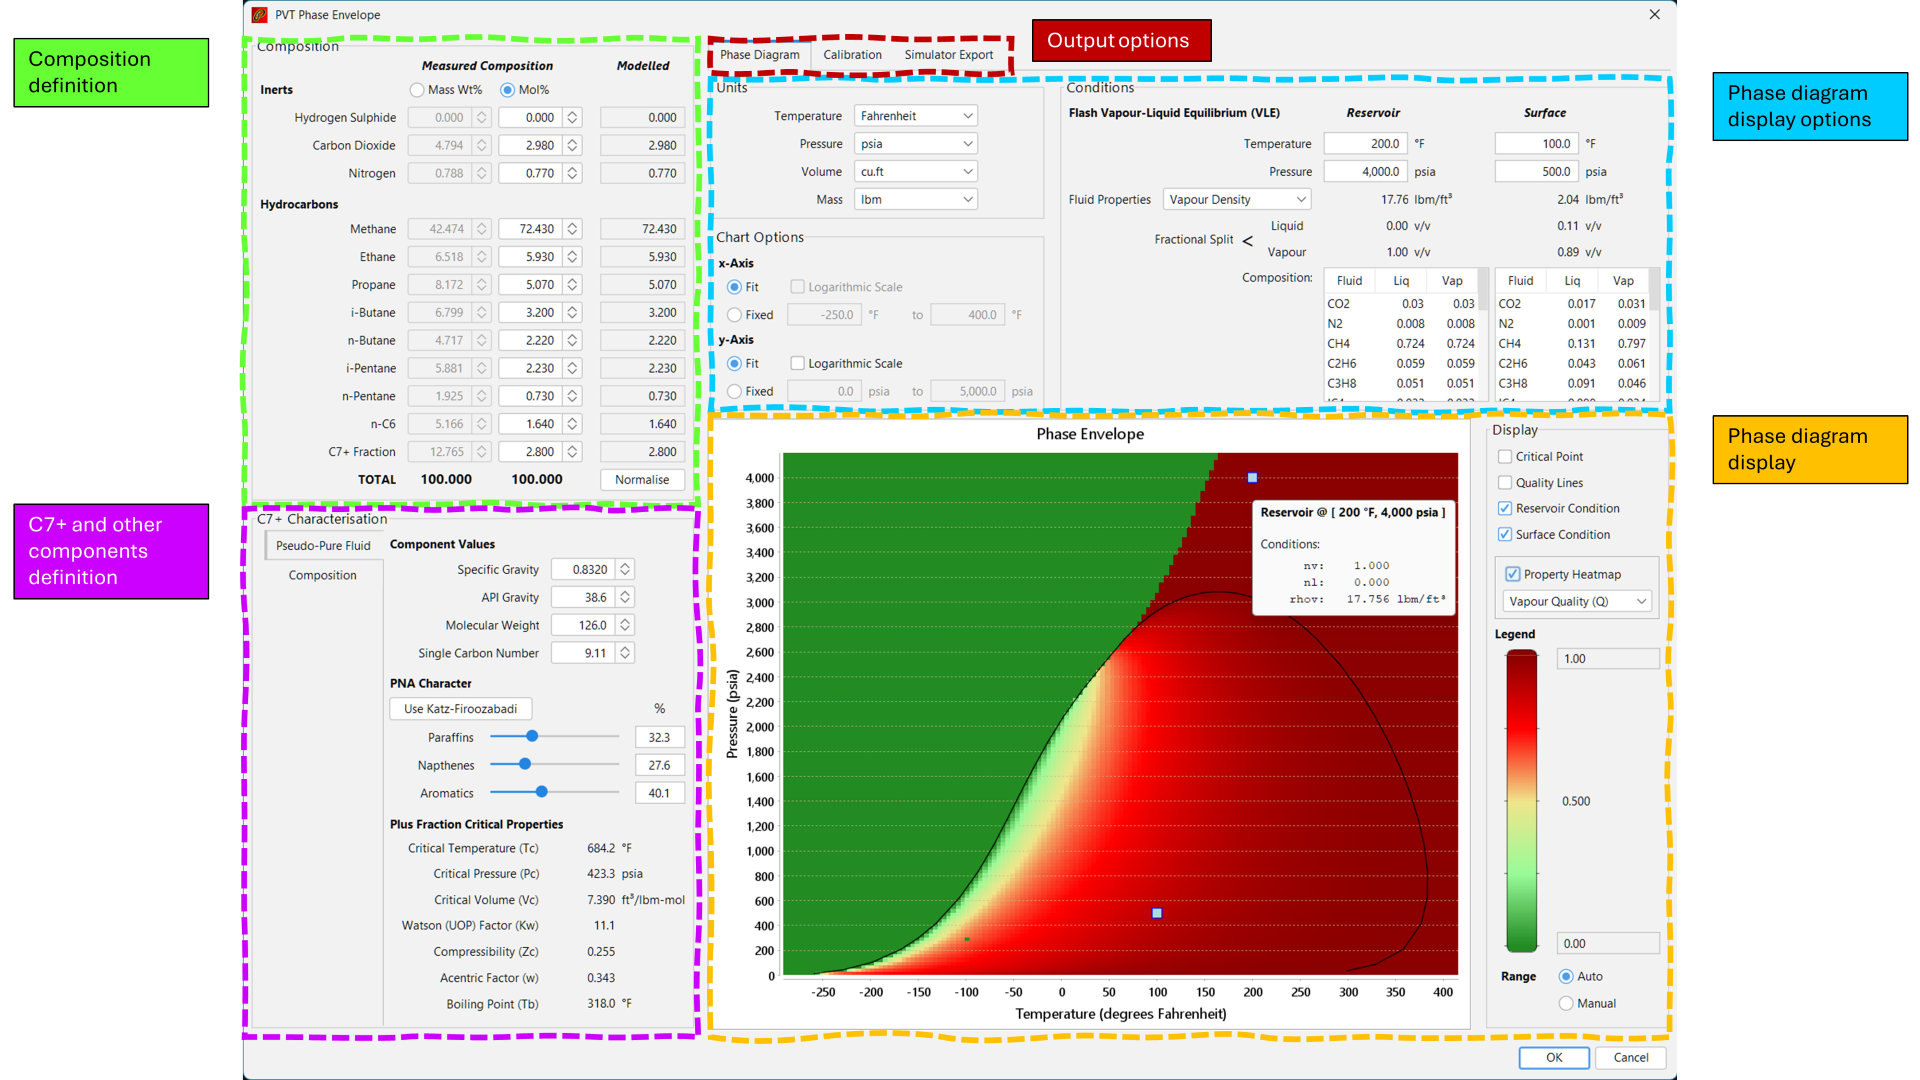 PVT Phase Envelope
Composition
definition
C7+ and other
components
definition
Output options
Phase diagram
display options
Phase diagram
display
Composition
Measured Composition Modelled
Inerts Mass Wt% Mol%
Hydrogen Sulphide 0.000 0.000 0.000
Carbon Dioxide 4.794 2.980 2.980
Nitrogen 0.788 0.770 0.770
Hydrocarbons
Methane 42.474 72.430 72.430
Ethane 6.518 5.930 5.930
Propane 8.172 5.070 5.070
i-Butane 6.799 3.200 3.200
n-Butane 4.717 2.220 2.220
i-Pentane 5.881 2.230 2.230
n-Pentane 1.925 0.730 0.730
n-C6 5.166 1.640 1.640
C7+ Fraction 12.765 2.800 2.800
TOTAL 100.000 100.000 Normalise
C7+ Characterisation
Pseudo-Pure Fluid
Composition
Component Values
Specific Gravity 0.8320
API Gravity 38.6
Molecular Weight 126.0
Single Carbon Number 9.11
PNA Character
Use Katz-Firoozabadi %
Paraffins 32.3
Napthenes 27.6
Aromatics 40.1
Plus Fraction Critical Properties
Critical Temperature (Tc) 684.2 °F
Critical Pressure (Pc) 423.3 psia
Critical Volume (Vc) 7.390 ft³/lbm-mol
Watson (UOP) Factor (Kw) 11.1
Compressibility (Zc) 0.255
Acentric Factor (w) 0.343
Boiling Point (Tb) 318.0 °F
Phase Diagram Calibration Simulator Export
Units
Temperature Fahrenheit
Pressure psia
Volume cu.ft
Mass lbm
Chart Options
x-Axis
Fit Logarithmic Scale
Fixed -250.0 °F to 400.0 °F
y-Axis
Fit Logarithmic Scale
Fixed 0.0 psia to 5,000.0 psia
Conditions
Flash Vapour-Liquid Equilibrium (VLE) Reservoir Surface
Temperature 200.0 °F 100.0 °F
Pressure 4,000.0 psia 500.0 psia
Fluid Properties Vapour Density 17.76 lbm/ft³ 2.04 lbm/ft³
Liquid 0.00 v/v 0.11 v/v
Fractional Split <
Vapour 1.00 v/v 0.89 v/v
Composition: Fluid Liq Vap Fluid Liq Vap
CO2 0.03 0.03 CO2 0.017 0.031
N2 0.008 0.008 N2 0.001 0.009
CH4 0.724 0.724 CH4 0.131 0.797
C2H6 0.059 0.059 C2H6 0.043 0.061
C3H8 0.051 0.051 C3H8 0.091 0.046
Phase Envelope
Pressure (psia)
4,000
3,800
3,600
3,400
3,200
3,000
2,800
2,600
2,400
2,200
2,000
1,800
1,600
1,400
1,200
1,000
800
600
400
200
0
-250 -200 -150 -100 -50 0 50 100 150 200 250 300 350 400
Temperature (degrees Fahrenheit)
Reservoir @ [ 200 °F, 4,000 psia ]
Conditions:
nv: 1.000
nl: 0.000
rhov: 17.756 lbm/ft³
Display
Critical Point
Quality Lines
Reservoir Condition
Surface Condition
Property Heatmap
Vapour Quality (Q)
Legend
1.00
0.500
0.00
Range Auto
Manual
OK Cancel